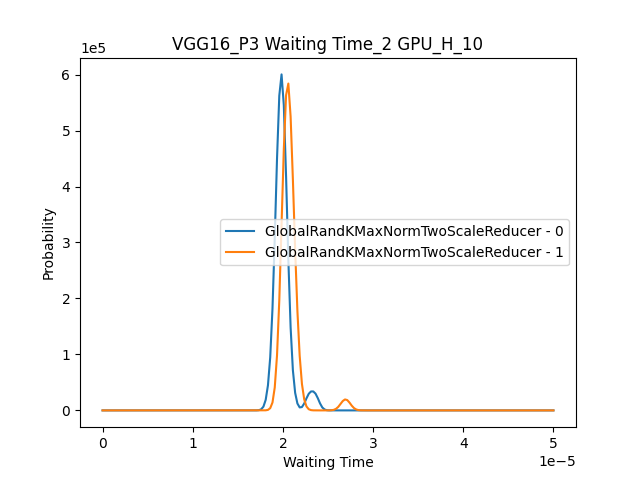 VGG16_P3 Waiting Time_2 GPU_H_10
1e5
6
5
4
3
2
1
0
Probability
GlobalRandKMaxNormTwoScaleReducer - 0
GlobalRandKMaxNormTwoScaleReducer - 1
0 1 2 3 4 5
1e−5
Waiting Time